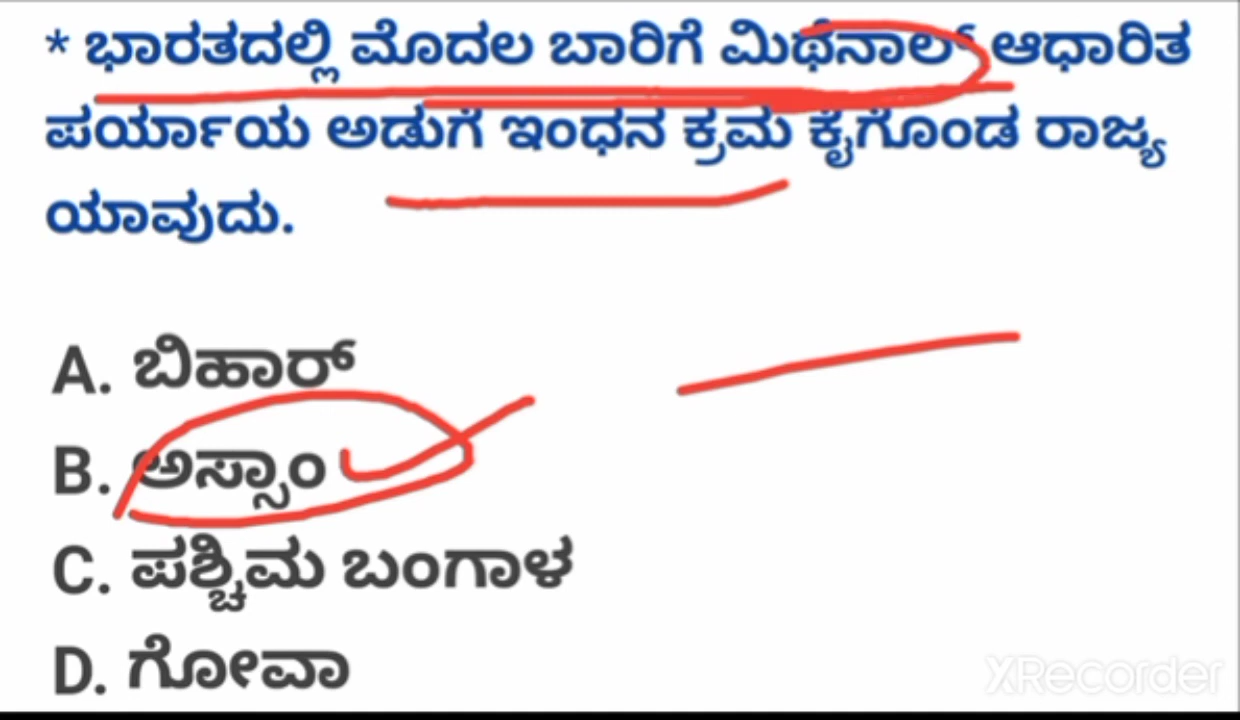 * ಭಾರತದಲ್ಲಿ ಮೊದಲ ಬಾರಿಗೆ ಮಿಥೆನಾಲ್ ಆಧಾರಿತ
ಪರ್ಯಾಯ ಅಡುಗೆ ಇಂಧನ ಕ್ರಮ ಕೈಗೊಂಡ ರಾಜ್ಯ
ಯಾವುದು.
A. ಬಿಹಾರ್
B. ಅಸ್ಸಾಂ
C. ಪಶ್ಚಿಮ ಬಂಗಾಳ
D. ಗೋವಾ
XRecorder